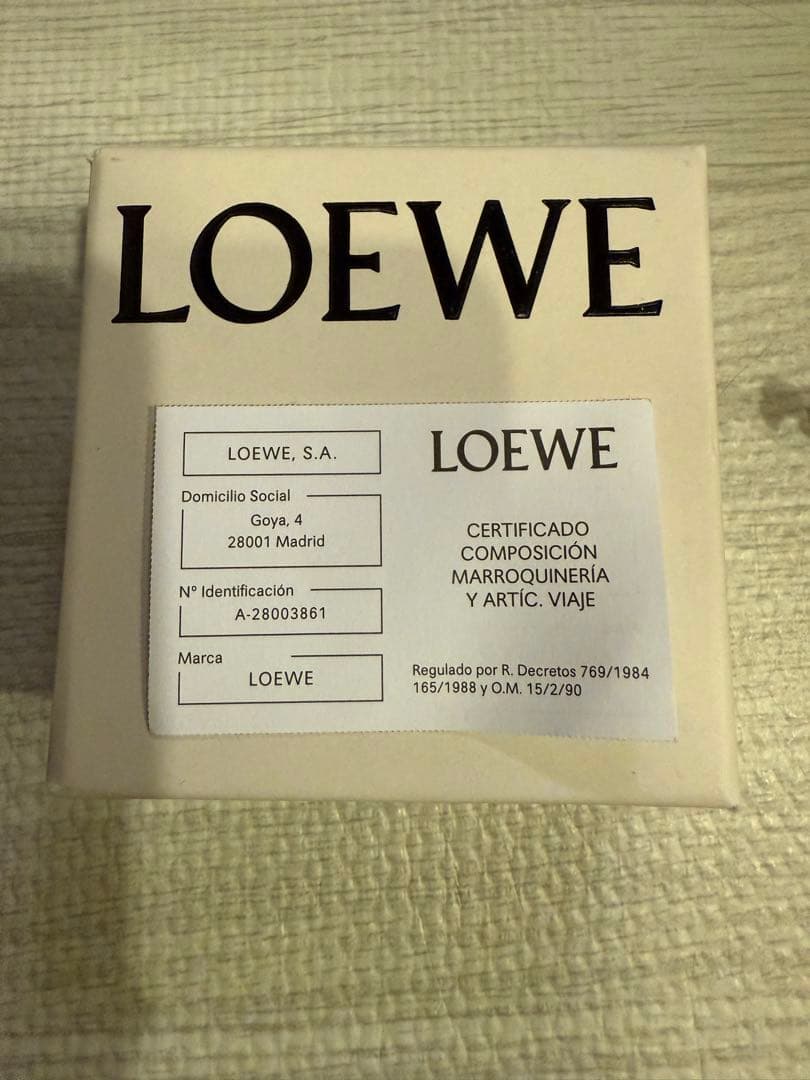 LOEWE
LOEWE, S.A.
Domicilio Social
Goya, 4
28001 Madrid
Nº Identificación
A-28003861
Marca
LOEWE
LOEWE
CERTIFICADO
COMPOSICIÓN
MARROQUINERÍA
Y ARTÍC. VIAJE
Regulado por R. Decretos 769/1984
165/1988 y O.M. 15/2/90